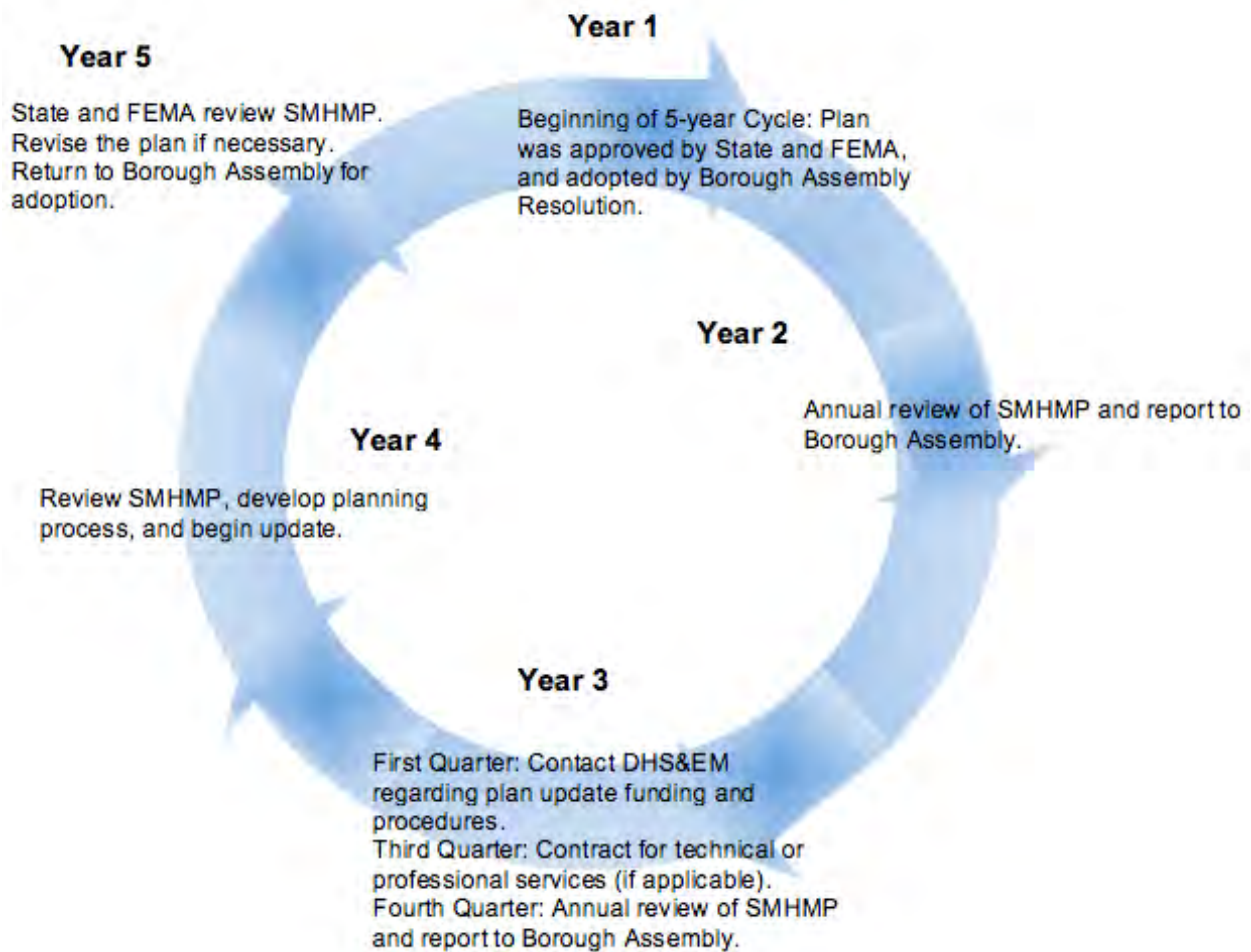 Year 1
Beginning of 5-year Cycle: Plan
was approved by State and FEMA,
and adopted by Borough Assembly
Resolution.
Year 2
Annual review of SMHMP and report to
Borough Assembly.
Year 3
First Quarter: Contact DHS&EM
regarding plan update funding and
procedures.
Third Quarter: Contract for technical or
professional services (if applicable).
Fourth Quarter: Annual review of SMHMP
and report to Borough Assembly.
Year 4
Review SMHMP, develop planning
process, and begin update.
Year 5
State and FEMA review SMHMP.
Revise the plan if necessary.
Return to Borough Assembly for
adoption.